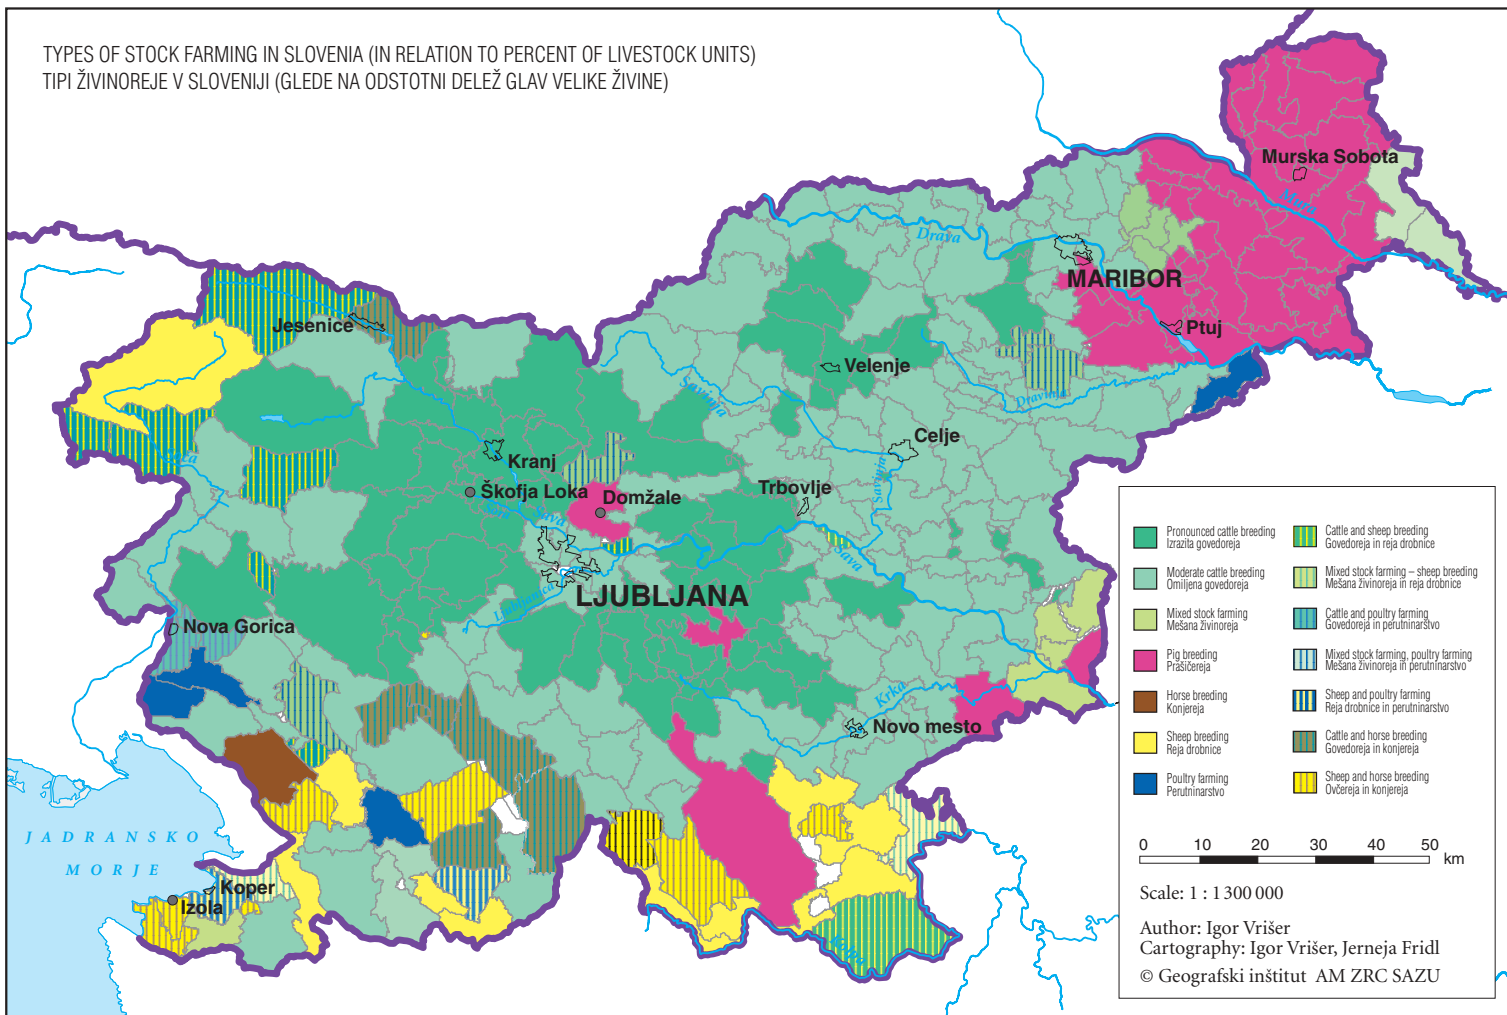 TYPES OF STOCK FARMING IN SLOVENIA (IN RELATION TO PERCENT OF LIVESTOCK UNITS)
TIPI ŽIVINOREJE V SLOVENIJI (GLEDE NA ODSTOTNI DELEŽ GLAV VELIKE ŽIVINE)
Murska Sobota
Mura
Drava
MARIBOR
Jesenice
Ptuj
Velenje
Savinja
Dravinja
Celje
Kranj
Savinja
Soča
Škofja Loka
Domžale
Trbovlje
Sora
Sava
Sava
LJUBLJANA
Ljubljanica
Nova Gorica
Krka
Novo mesto
JADRANSKO
MORJE
Koper
Izola
Kolpa
Pronounced cattle breeding
Izrazita govedoreja
Moderate cattle breeding
Omiljena govedoreja
Mixed stock farming
Mešana živinoreja
Pig breeding
Prašičereja
Horse breeding
Konjereja
Sheep breeding
Reja drobnice
Poultry farming
Perutninarstvo
Cattle and sheep breeding
Govedoreja in reja drobnice
Mixed stock farming – sheep breeding
Mešana živinoreja in reja drobnice
Cattle and poultry farming
Govedoreja in perutninarstvo
Mixed stock farming, poultry farming
Mešana živinoreja in perutninarstvo
Sheep and poultry farming
Reja drobnice in perutninarstvo
Cattle and horse breeding
Govedoreja in konjereja
Sheep and horse breeding
Ovčereja in konjereja
0 10 20 30 40 50 km
Scale: 1 : 1 300 000
Author: Igor Vrišer
Cartography: Igor Vrišer, Jerneja Fridl
© Geografski inštitut AM ZRC SAZU